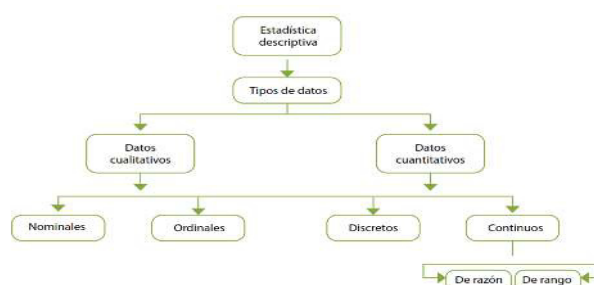 Estadística
descriptiva
Tipos de datos
Datos
cualitativos
Datos
cuantitativos
Nominales
Ordinales
Discretos
Continuos
De razón
De rango